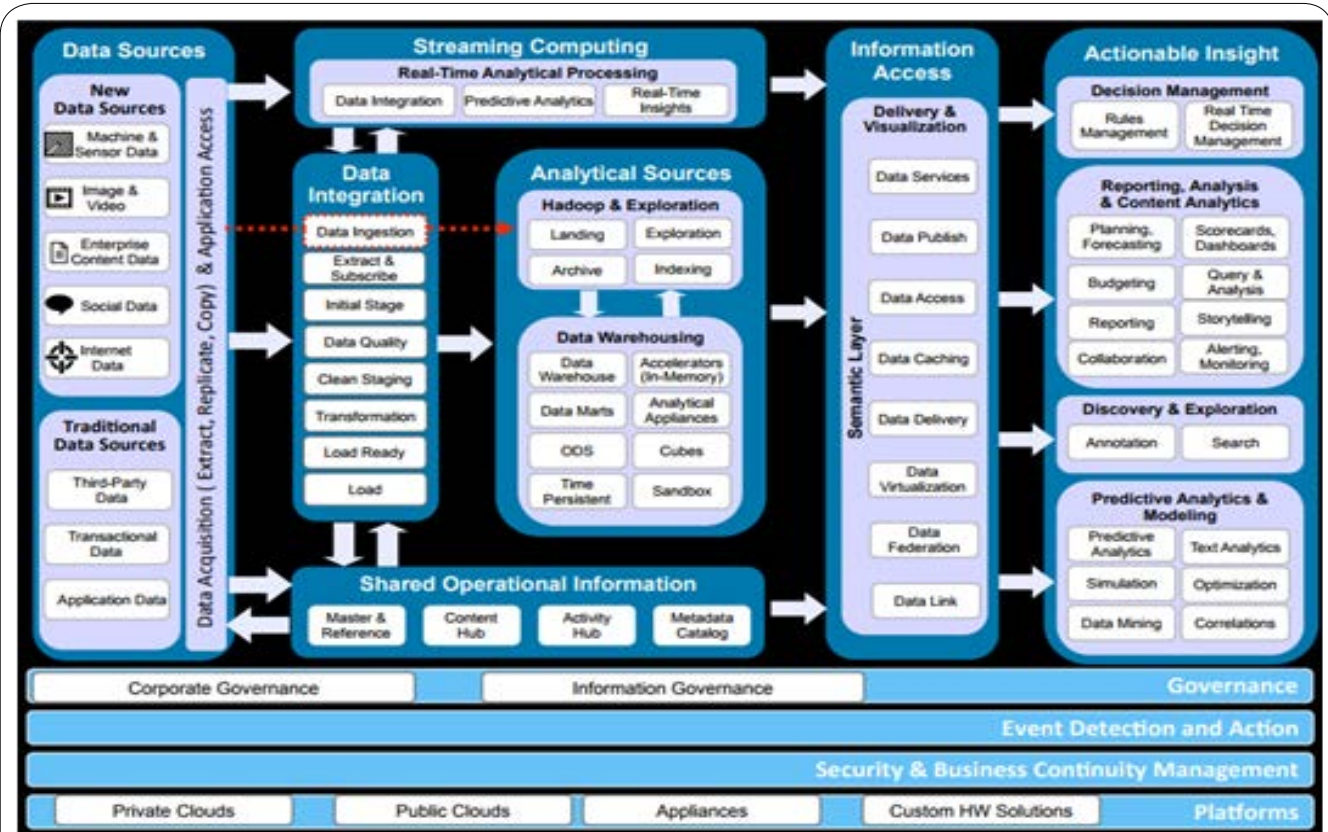 Data Sources
New
Data Sources
Machine &
Sensor Data
Image &
Video
Enterprise
Content Data
Social Data
Internet
Data
Traditional
Data Sources
Third-Party
Data
Transactional
Data
Application Data
Data Acquisition ( Extract, Replicate, Copy) & Application Access
Streaming Computing
Real-Time Analytical Processing
Data Integration
Predictive Analytics
Real-Time
Insights
Data
Integration
Data Ingestion
Extract &
Subscribe
Initial Stage
Data Quality
Clean Staging
Transformation
Load Ready
Load
Analytical Sources
Hadoop & Exploration
Landing
Exploration
Archive
Indexing
Data Warehousing
Data
Warehouse
Accelerators
(In-Memory)
Data Marts
Analytical
Appliances
ODS
Cubes
Time
Persistent
Sandbox
Shared Operational Information
Master &
Reference
Content
Hub
Activity
Hub
Metadata
Catalog
Information
Access
Delivery &
Visualization
Semantic Layer
Data Services
Data Publish
Data Access
Data Caching
Data Delivery
Data
Virtualization
Data
Federation
Data Link
Actionable Insight
Decision Management
Rules
Management
Real Time
Decision
Management
Reporting, Analysis
& Content Analytics
Planning,
Forecasting
Scorecards,
Dashboards
Budgeting
Query &
Analysis
Reporting
Storytelling
Collaboration
Alerting,
Monitoring
Discovery & Exploration
Annotation
Search
Predictive Analytics &
Modeling
Predictive
Analytics
Text Analytics
Simulation
Optimization
Data Mining
Correlations
Corporate Governance
Information Governance
Governance
Event Detection and Action
Security & Business Continuity Management
Private Clouds
Public Clouds
Appliances
Custom HW Solutions
Platforms